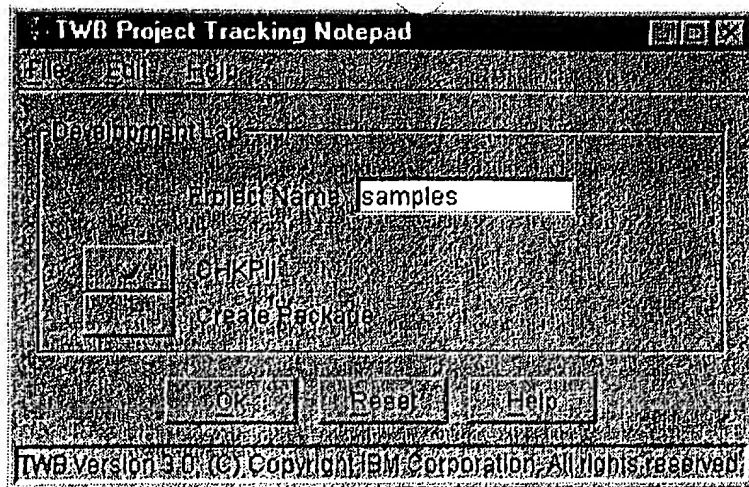 TWB Project Tracking Notepad
File Edit Help
Development Lab
Project Name samples
CHKPII
Create Package
OK Reset Help
TWB Version 3.0, (C) Copyright IBM Corporation, All rights reserved.